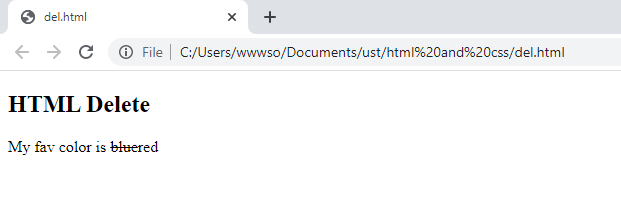 del.html
File | C:/Users/wwwso/Documents/ust/html%20and%20css/del.html
HTML Delete
My fav color is bluered